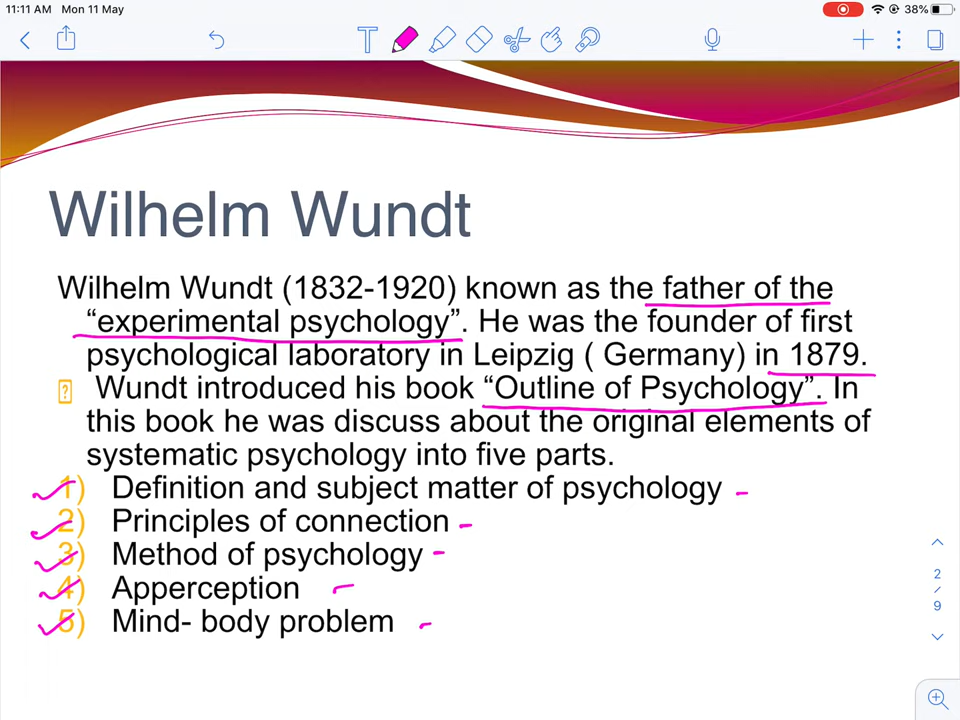 11:11 AM Mon 11 May
38%
T
Wilhelm Wundt
Wilhelm Wundt (1832-1920) known as the father of the
“experimental psychology”. He was the founder of first
psychological laboratory in Leipzig ( Germany) in 1879.
Wundt introduced his book “Outline of Psychology”. In
this book he was discuss about the original elements of
systematic psychology into five parts.
1) Definition and subject matter of psychology
2) Principles of connection
3) Method of psychology
4) Apperception
5) Mind- body problem
2
/
9